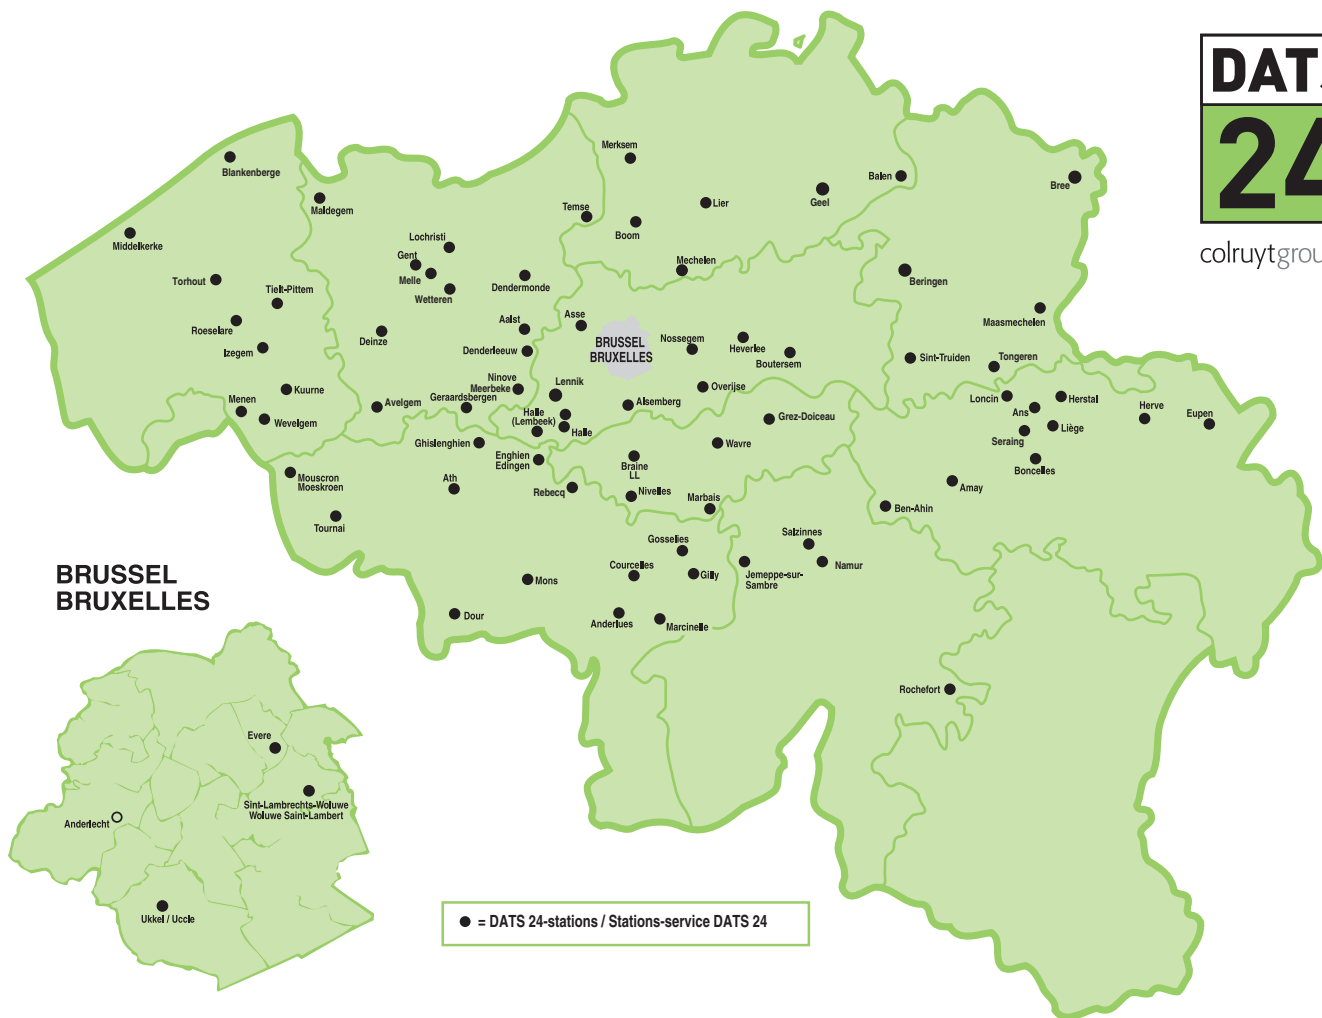 DATS
24
colruytgrou
Blankenberge
Maldegem
Middelkerke
Torhout
Tielt-Pittem
Roeselare
Izegem
Kuurne
Menen
Wevelgem
Lochristi
Gent
Melle
Wetteren
Deinze
Avelgem
Dendermonde
Aalst
Denderleeuw
Ninove
Meerbeke
Geraardsbergen
Temse
Merksem
Boom
Lier
Mechelen
Geel
Balen
Bree
Beringen
Maasmechelen
Sint-Truiden
Tongeren
Asse
BRUSSEL
BRUXELLES
Nossegem
Heverlee
Boutersem
Overijse
Lennik
Alsemberg
Halle
(Lembeek)
Halle
Grez-Doiceau
Wavre
Braine
LL
Nivelles
Rebecq
Marbais
Ghislenghien
Enghien
Edingen
Mouscron
Moeskroen
Ath
Tournai
Mons
Dour
Gosselies
Courcelles
Gilly
Anderlues
Marcinelle
Jemeppe-sur-
Sambre
Salzinnes
Namur
Loncin
Ans
Herstal
Seraing
Liège
Boncelles
Herve
Eupen
Amay
Ben-Ahin
Rochefort
BRUSSEL
BRUXELLES
Evere
Sint-Lambrechts-Woluwe
Woluwe Saint-Lambert
Anderlecht
Ukkel / Uccle
= DATS 24-stations / Stations-service DATS 24